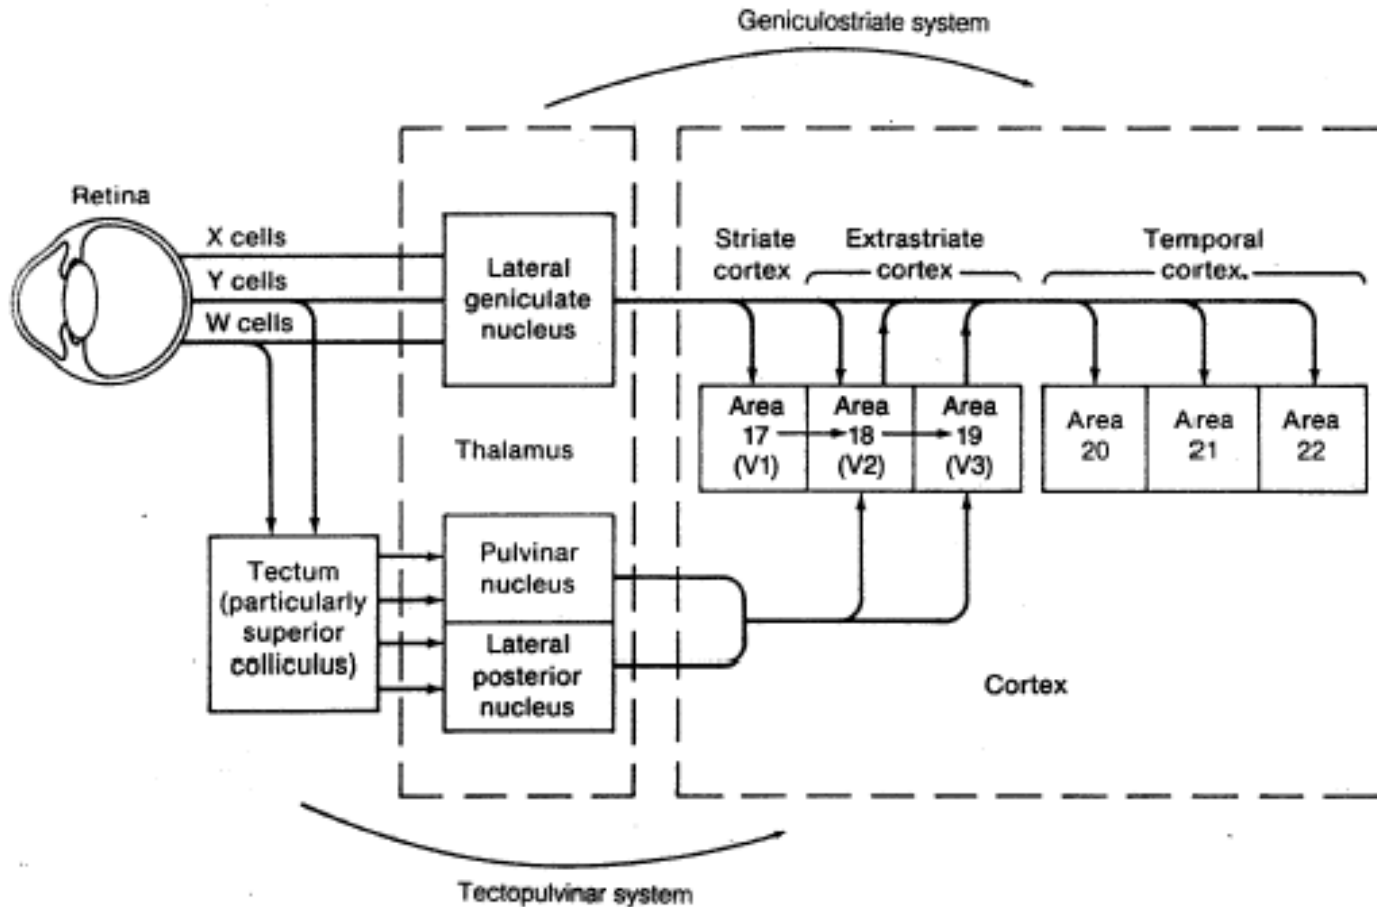 Geniculostriate system
Retina
X cells
Y cells
W cells
Lateral
geniculate
nucleus
Thalamus
Striate
cortex
Extrastriate
cortex
Temporal
cortex.
Area
17
(V1)
Area
18
(V2)
Area
19
(V3)
Area
20
Area
21
Area
22
Tectum
(particularly
superior
colliculus)
Pulvinar
nucleus
Lateral
posterior
nucleus
Cortex
Tectopulvinar system